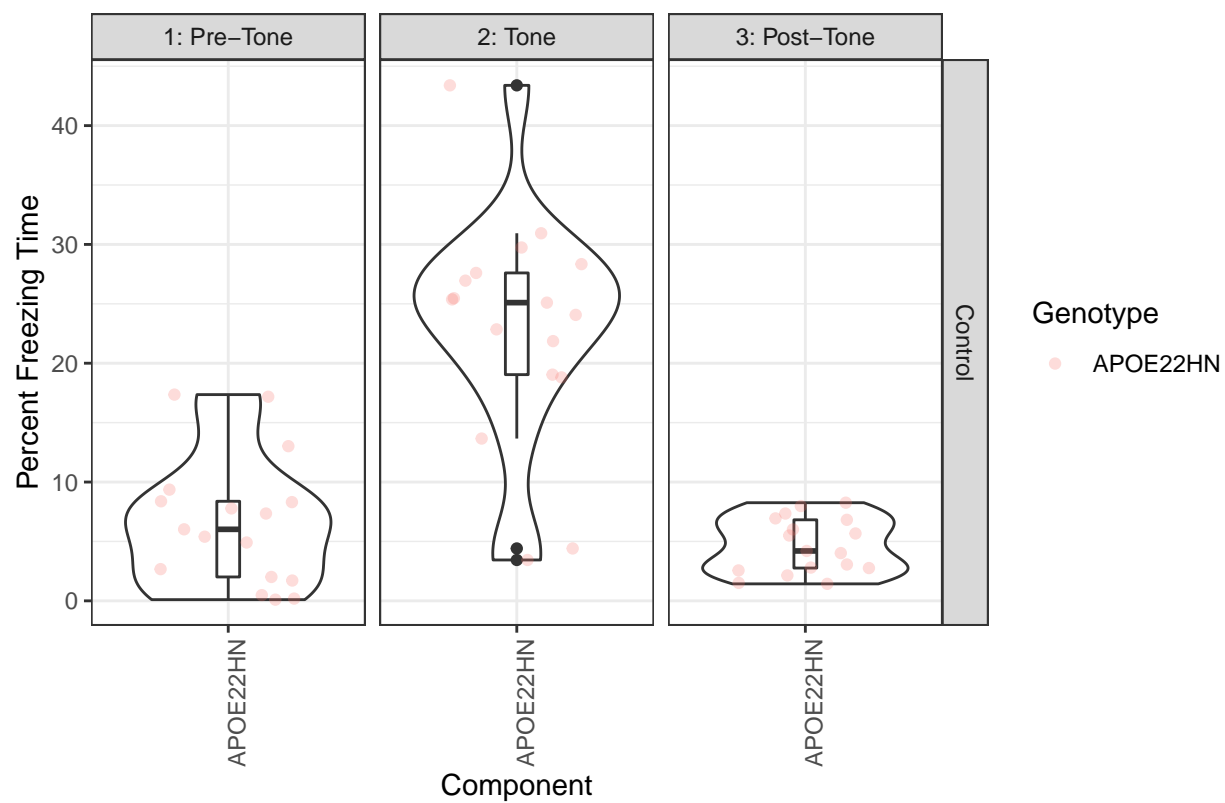 1: Pre−Tone
2: Tone
3: Post−Tone
40
30
20
10
0
Percent Freezing Time
Control
APOE22HN
APOE22HN
APOE22HN
Component
Genotype
APOE22HN